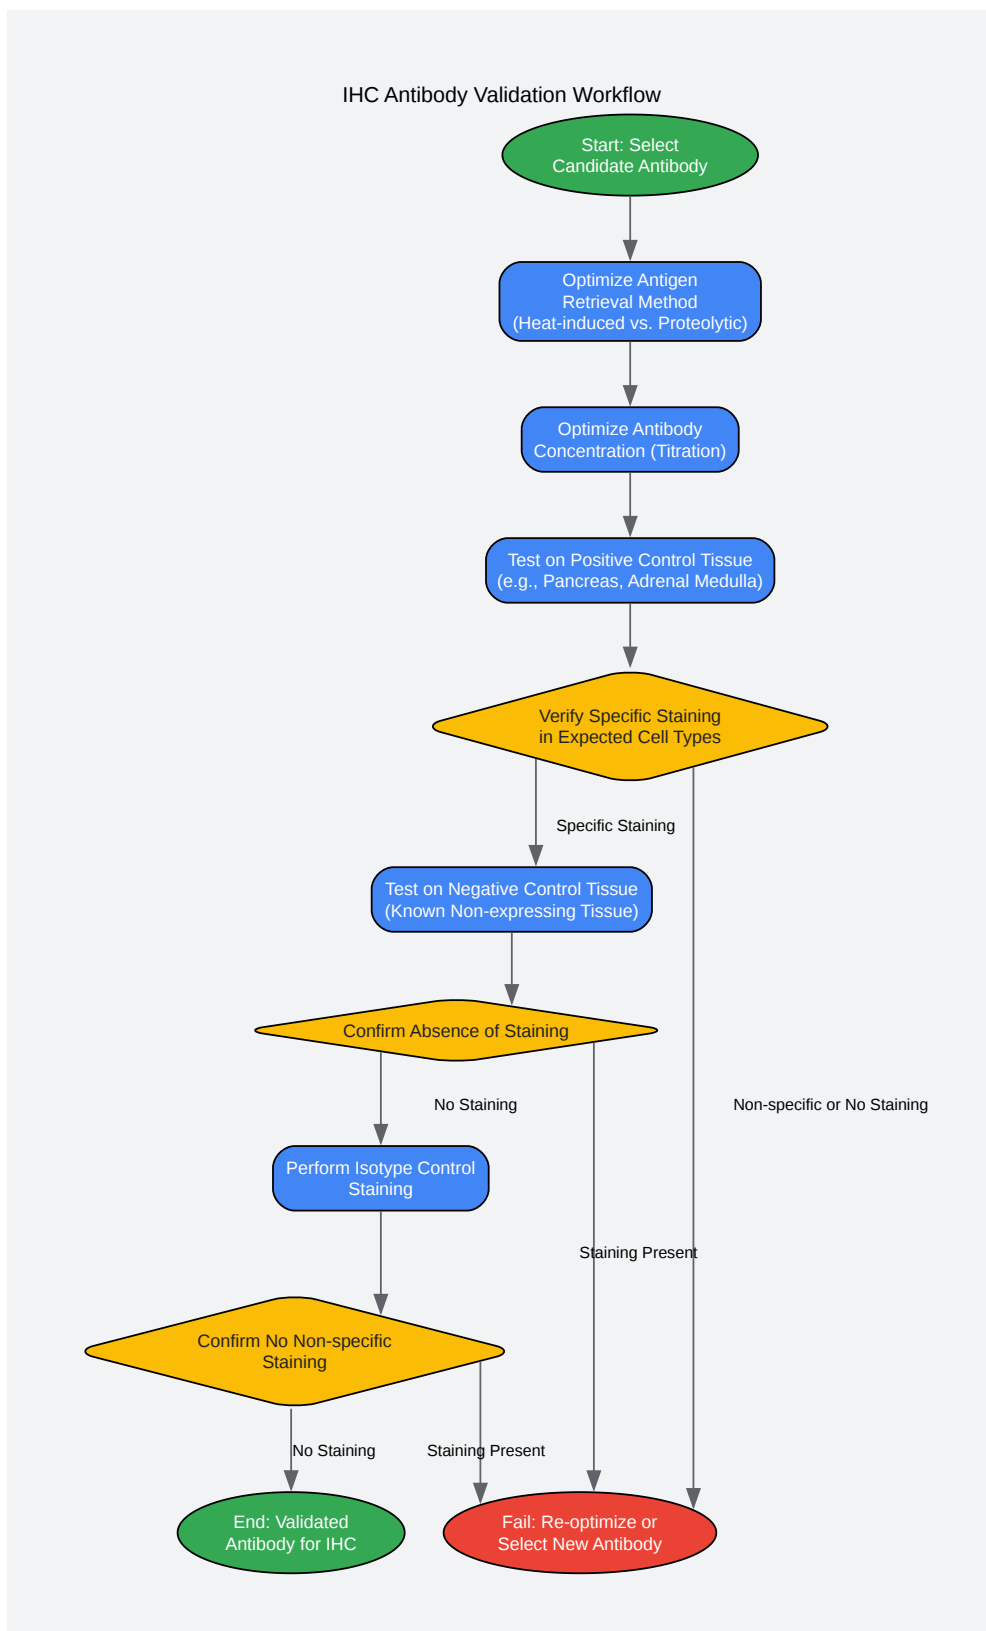 IHC Antibody Validation Workflow
Start: Select
Candidate Antibody
Optimize Antigen
Retrieval Method
(Heat-induced vs. Proteolytic)
Optimize Antibody
Concentration (Titration)
Test on Positive Control Tissue
(e.g., Pancreas, Adrenal Medulla)
Verify Specific Staining
in Expected Cell Types
Specific Staining
Test on Negative Control Tissue
(Known Non-expressing Tissue)
Confirm Absence of Staining
No Staining
Non-specific or No Staining
Perform Isotype Control
Staining
Staining Present
Confirm No Non-specific
Staining
No Staining
Staining Present
End: Validated
Antibody for IHC
Fail: Re-optimize or
Select New Antibody